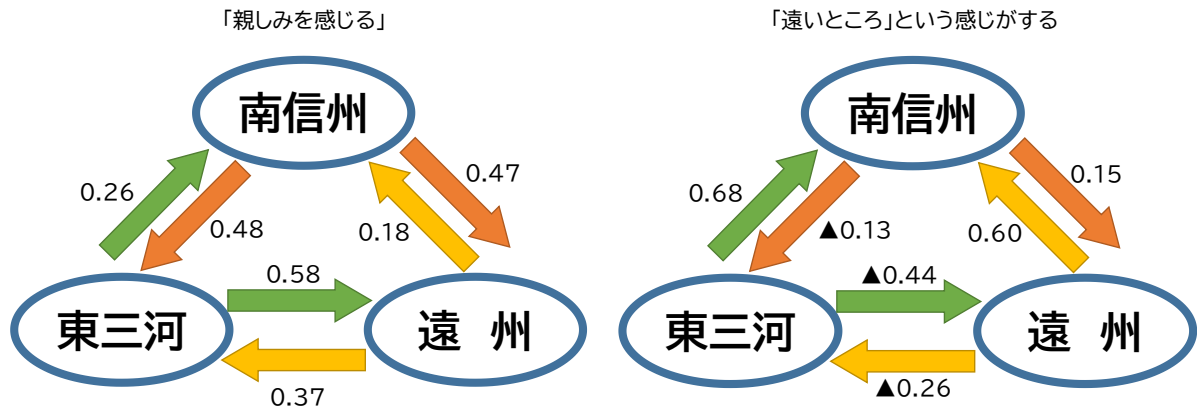 「親しみを感じる」
南信州
0.26
0.48
0.47
0.18
0.58
東三河
遠 州
0.37
「遠いところ」という感じがする
南信州
0.68
▲0.13
0.15
0.60
▲0.44
東三河
遠 州
▲0.26